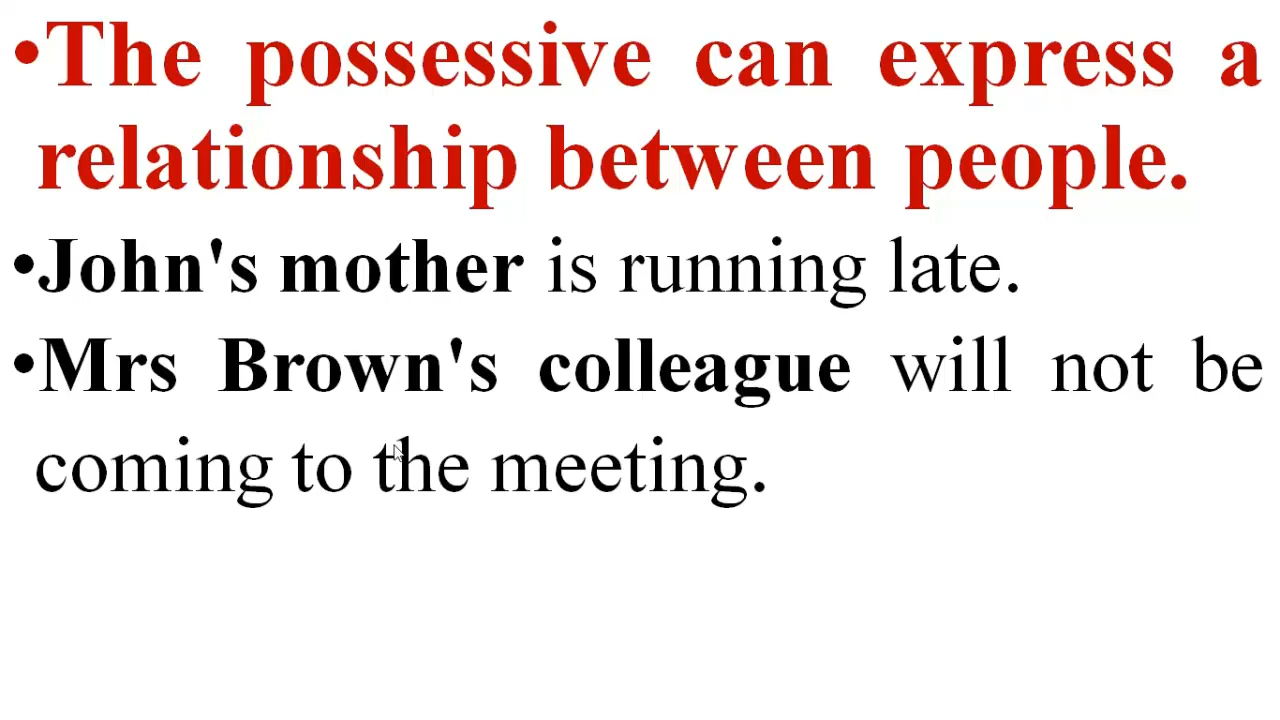 •The possessive can express a
relationship between people.
•John's mother is running late.
•Mrs Brown's colleague will not be
coming to the meeting.